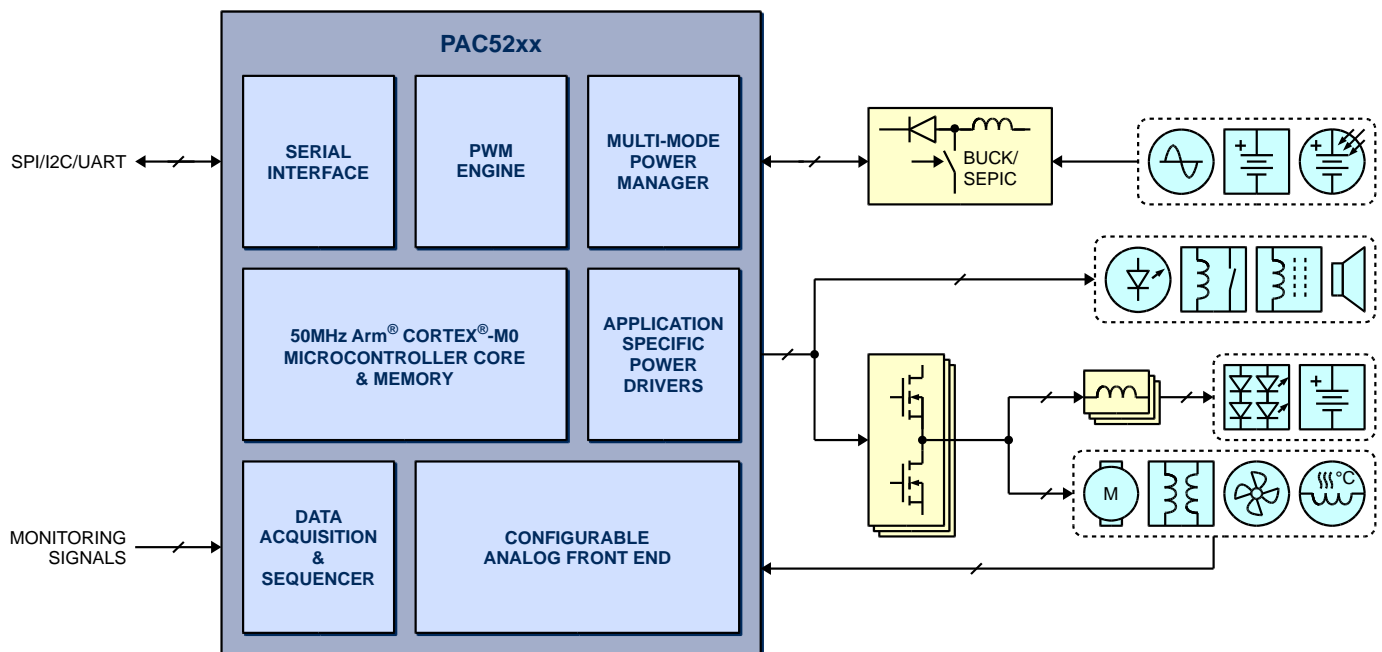 PAC52xx
SERIAL
INTERFACE
PWM
ENGINE
MULTI-MODE
POWER
MANAGER
SPI/I2C/UART
BUCK/
SEPIC
50MHz Arm® CORTEX®-M0
MICROCONTROLLER CORE
& MEMORY
APPLICATION
SPECIFIC
POWER
DRIVERS
DATA
ACQUISITION
&
SEQUENCER
CONFIGURABLE
ANALOG FRONT END
MONITORING
SIGNALS
+
+
+
M
°C